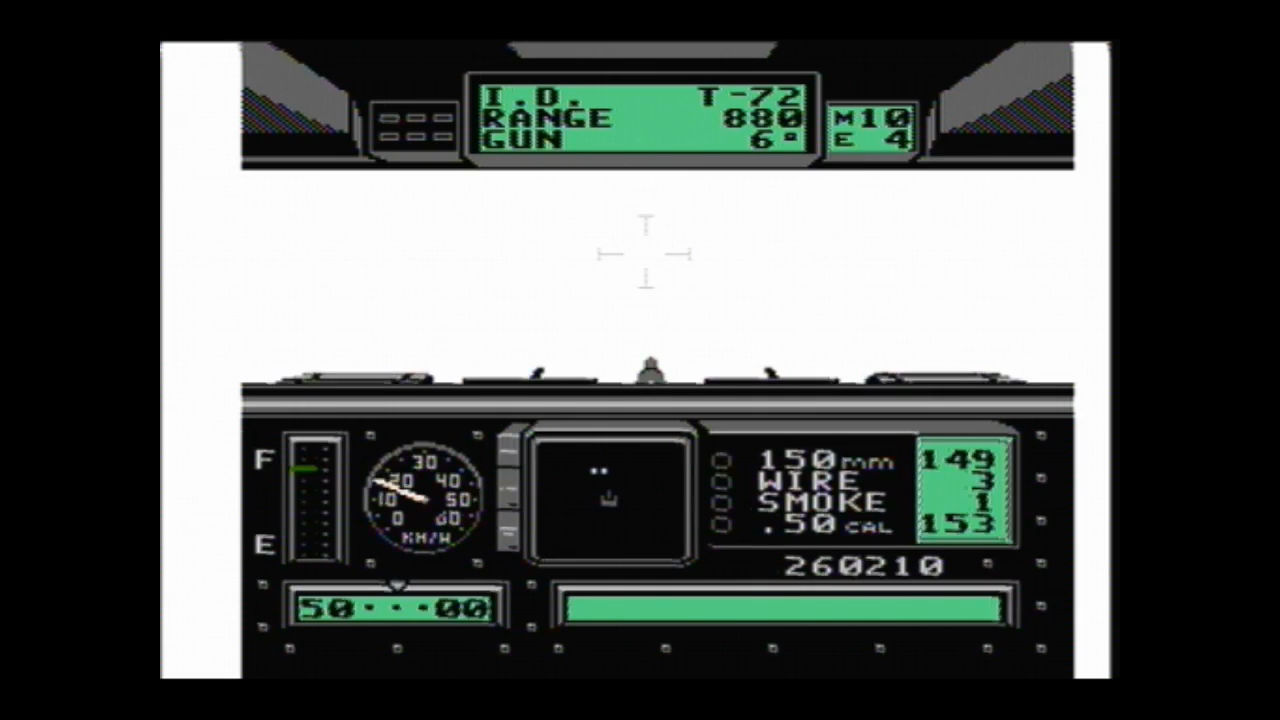 I.D. T-72
RANGE 880
GUN 6°
M 10
E 4
F
E
30
20 40
10 50
0 60
KM/H
150mm 149
WIRE 3
SMOKE 1
.50 CAL 153
260210
50···00